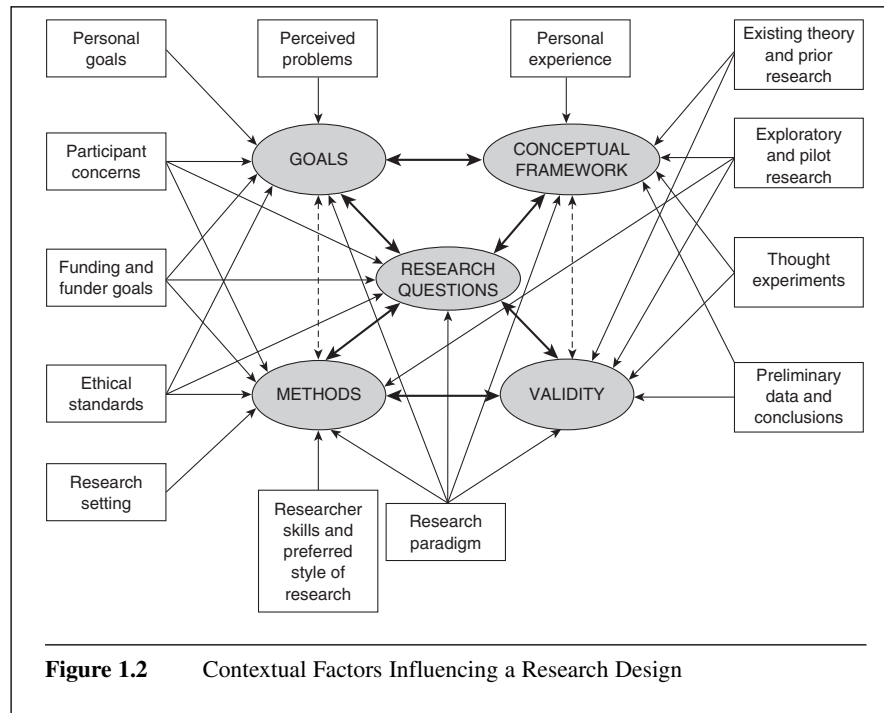 Personal
goals
Perceived
problems
Personal
experience
Existing theory
and prior
research
Participant
concerns
GOALS
CONCEPTUAL
FRAMEWORK
Exploratory
and pilot
research
Funding and
funder goals
RESEARCH
QUESTIONS
Thought
experiments
Ethical
standards
METHODS
VALIDITY
Preliminary
data and
conclusions
Research
setting
Researcher
skills and
preferred
style of
research
Research
paradigm
Figure 1.2 Contextual Factors Influencing a Research Design